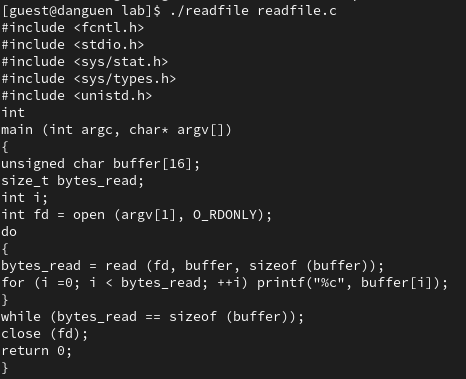 [guest@danguen lab]$ ./readfile readfile.c
#include <fcntl.h>
#include <stdio.h>
#include <sys/stat.h>
#include <sys/types.h>
#include <unistd.h>
int
main (int argc, char* argv[])
{
unsigned char buffer[16];
size_t bytes_read;
int i;
int fd = open (argv[1], O_RDONLY);
do
{
bytes_read = read (fd, buffer, sizeof (buffer));
for (i =0; i < bytes_read; ++i) printf("%c", buffer[i]);
}
while (bytes_read == sizeof (buffer));
close (fd);
return 0;
}